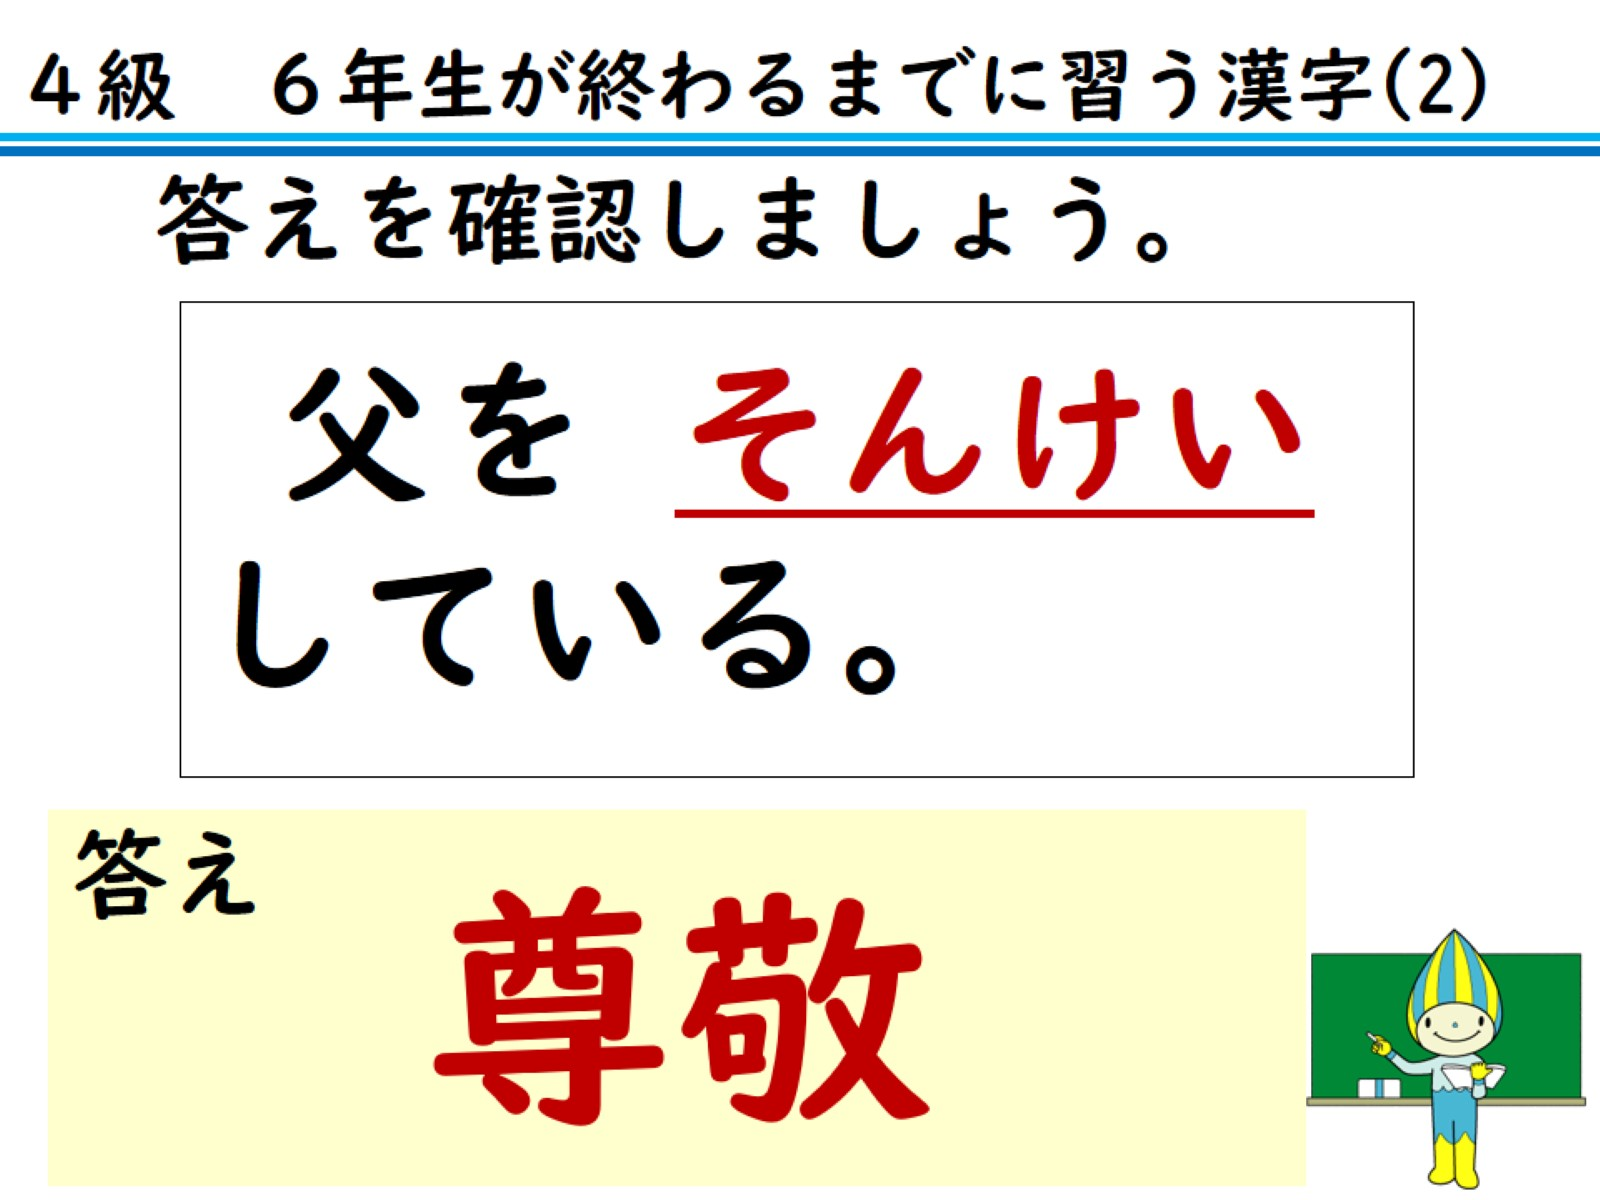 ４級　６年生が終わるまでに習う漢字(2)
答えを確認しましょう。
父を そんけい
している。
答え
尊敬